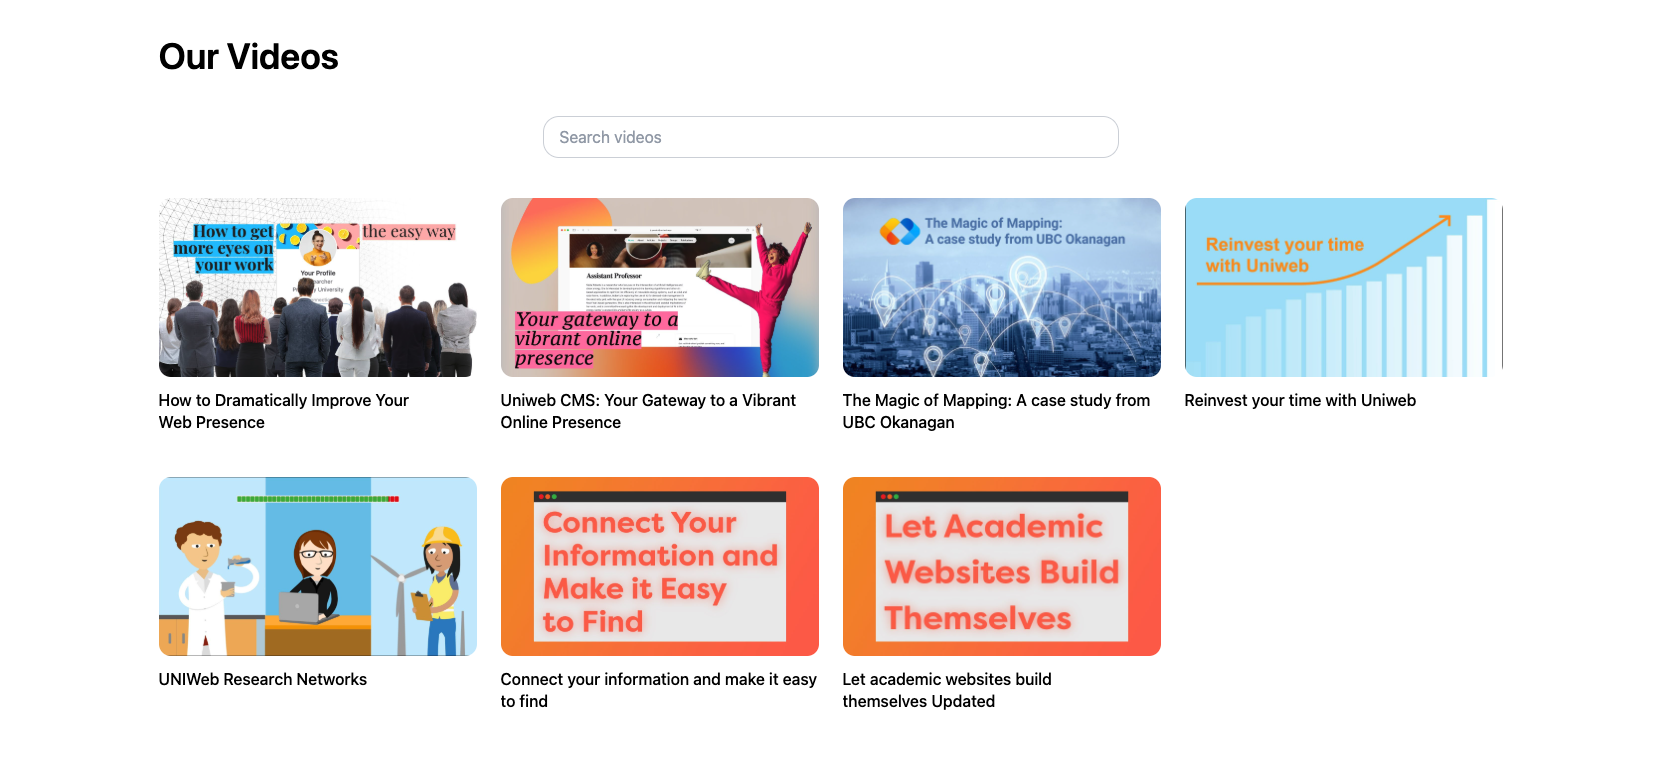 Our Videos
Search videos
How to get
more eyes on
your work
the easy way
Your Profile
University
Assistant Professor
Your gateway to a
vibrant online
presence
The Magic of Mapping:
A case study from UBC Okanagan
Reinvest your time
with Uniweb
How to Dramatically Improve Your
Web Presence
Uniweb CMS: Your Gateway to a Vibrant
Online Presence
The Magic of Mapping: A case study from
UBC Okanagan
Reinvest your time with Uniweb
Connect Your
Information and
Make it Easy
to Find
Let Academic
Websites Build
Themselves
UNIWeb Research Networks
Connect your information and make it easy
to find
Let academic websites build
themselves Updated